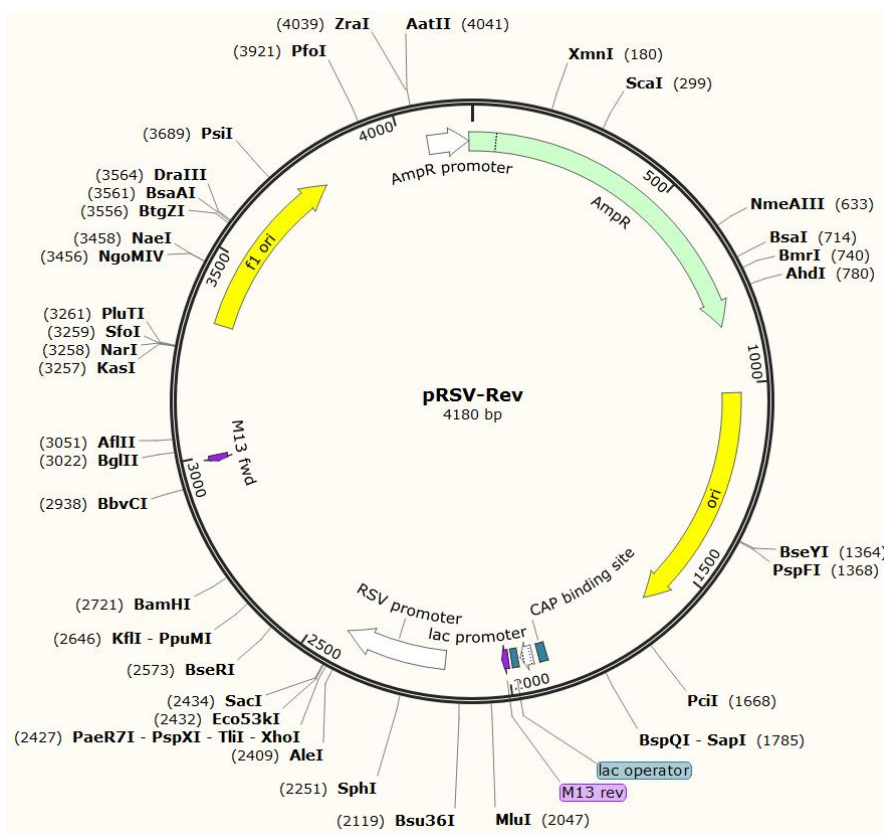 (4039) ZraI
AatII (4041)
(3921) PfoI
XmnI (180)
ScaI (299)
(3689) PsiI
4000
AmpR promoter
500
AmpR
(3564) DraIII
(3561) BsaAI
(3556) BtgZI
NmeAIII (633)
(3458) NaeI
(3456) NgoMIV
3500
f1 ori
BsaI (714)
BmrI (740)
AhdI (780)
(3261) PluTI
(3259) SfoI
(3258) NarI
(3257) KasI
1000
pRSV-Rev
4180 bp
(3051) AflII
(3022) BglII
3000
M13 fwd
(2938) BbvCI
ori
BseYI (1364)
PspFI (1368)
1500
(2721) BamHI
(2646) KflI - PpuMI
(2573) BseRI
2500
RSV promoter
lac promoter
CAP binding site
2000
(2434) SacI
(2432) Eco53kI
(2427) PaeR7I - PspXI - TliI - XhoI
(2409) AleI
PciI (1668)
BspQI - SapI (1785)
lac operator
M13 rev
(2251) SphI
(2119) Bsu36I
MluI (2047)